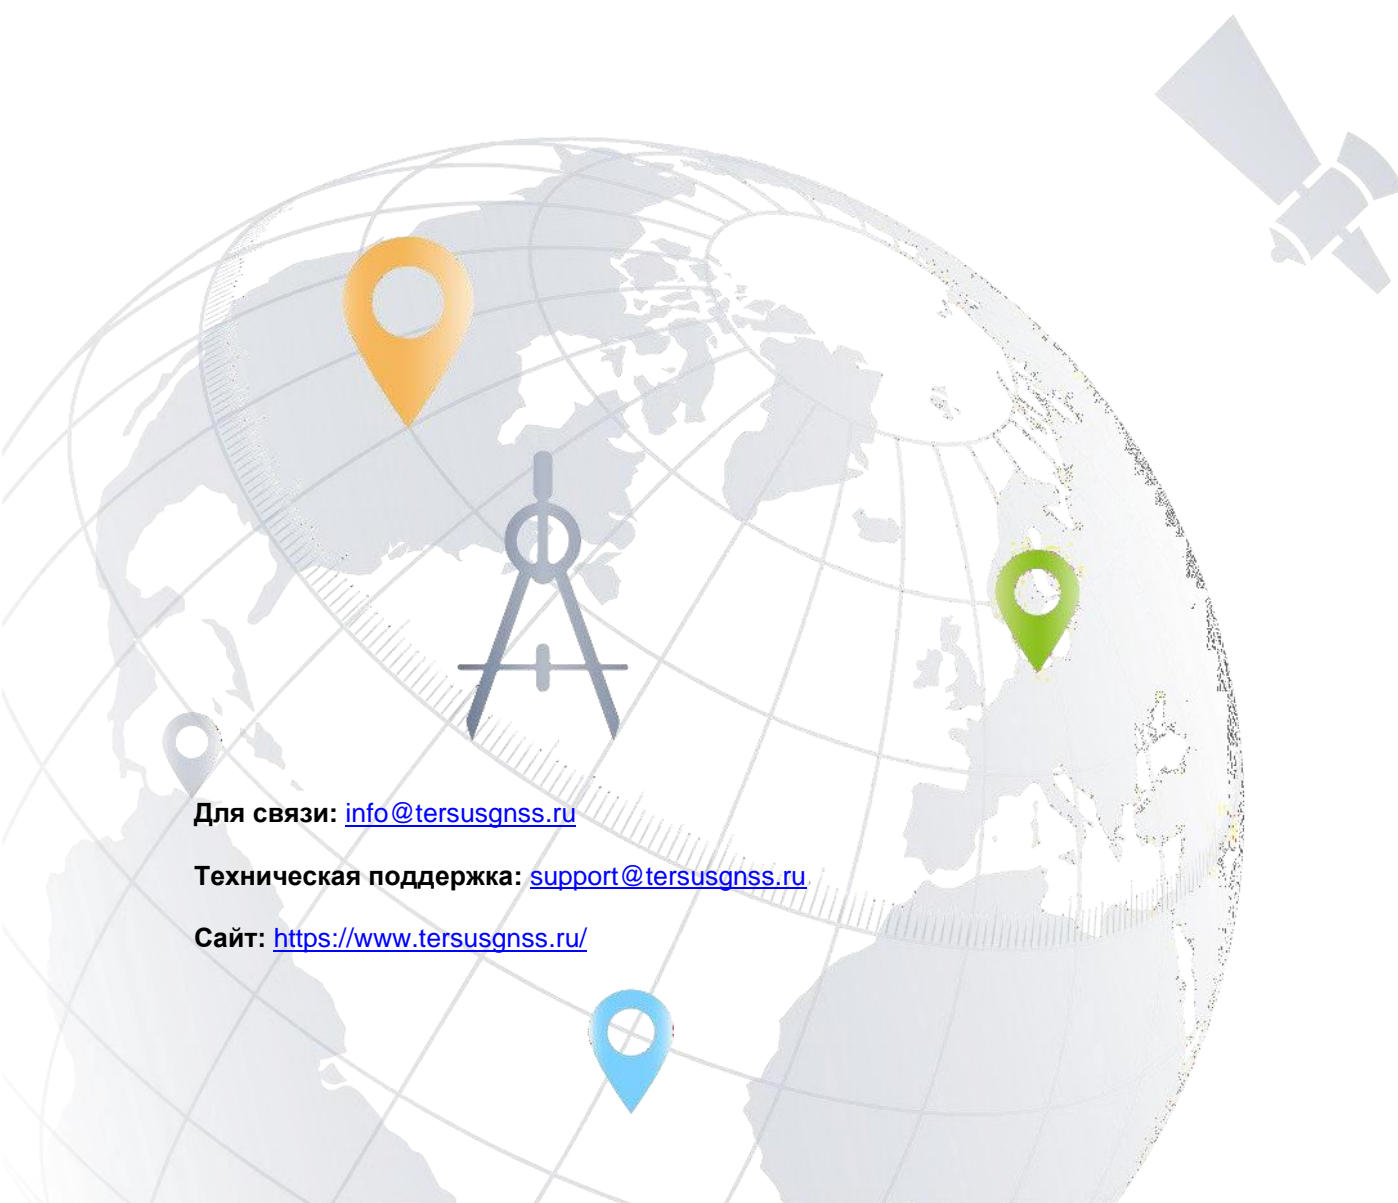 Для связи: info@tersusgnss.ru
Техническая поддержка: support@tersusgnss.ru
Сайт: https://www.tersusgnss.ru/